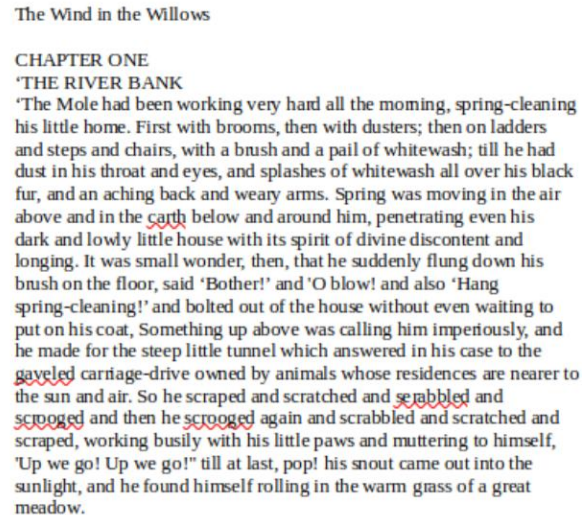 The Wind in the Willows
CHAPTER ONE
‘THE RIVER BANK
‘The Mole had been working very hard all the morning, spring-cleaning
his little home. First with brooms, then with dusters; then on ladders
and steps and chairs, with a brush and a pail of whitewash; till he had
dust in his throat and eyes, and splashes of whitewash all over his black
fur, and an aching back and weary arms. Spring was moving in the air
above and in the carth below and around him, penetrating even his
dark and lowly little house with its spirit of divine discontent and
longing. It was small wonder, then, that he suddenly flung down his
brush on the floor, said ‘Bother!’ and 'O blow! and also ‘Hang
spring-cleaning!’ and bolted out of the house without even waiting to
put on his coat, Something up above was calling him imperiously, and
he made for the steep little tunnel which answered in his case to the
gaveled carriage-drive owned by animals whose residences are nearer to
the sun and air. So he scraped and scratched and serabbled and
scrooged and then he scrooged again and scrabbled and scratched and
scraped, working busily with his little paws and muttering to himself,
'Up we go! Up we go!" till at last, pop! his snout came out into the
sunlight, and he found himself rolling in the warm grass of a great
meadow.